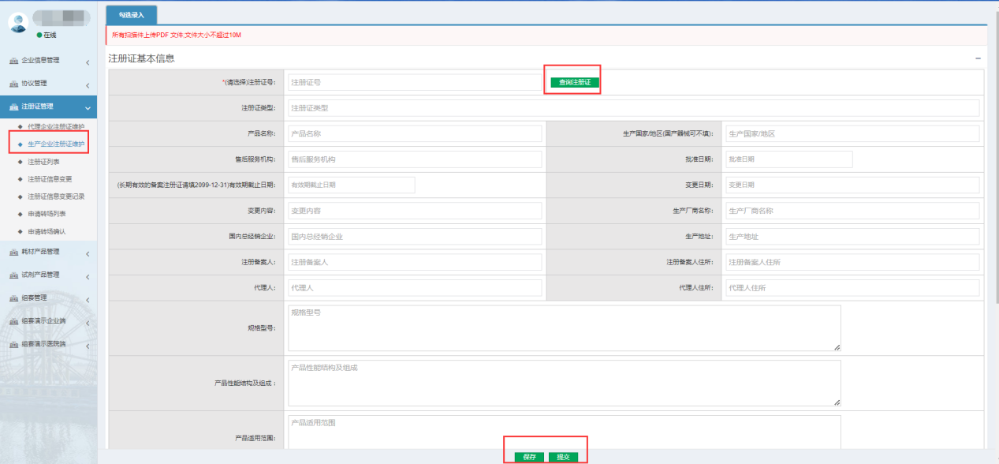 在线
企业信息管理
协议管理
注册证管理
代理企业注册证维护
生产企业注册证维护
注册证列表
注册证信息变更
注册证信息变更记录
申请转场列表
申请转场确认
耗材产品管理
试剂产品管理
组套管理
组套演示企业端
组套演示医院端
勾选录入
所有扫描件上传PDF 文件,文件大小不超过10M
注册证基本信息
*(请选择)注册证号: 注册证号 查询注册证
注册证类型: 注册证类型
产品名称: 产品名称 生产国家/地区(国产器械可不填): 生产国家/地区
售后服务机构: 售后服务机构 批准日期: 批准日期
(长期有效的备案注册证请填2099-12-31)有效期截止日期: 有效期截止日期 变更日期: 变更日期
变更内容: 变更内容 生产厂商名称: 生产厂商名称
国内总经销企业: 国内总经销企业 生产地址: 生产地址
注册备案人: 注册备案人 注册备案人住所: 注册备案人住所
代理人: 代理人 代理人住所: 代理人住所
规格型号: 规格型号
产品性能结构及组成 : 产品性能结构及组成
产品适用范围: 产品适用范围
保存 提交